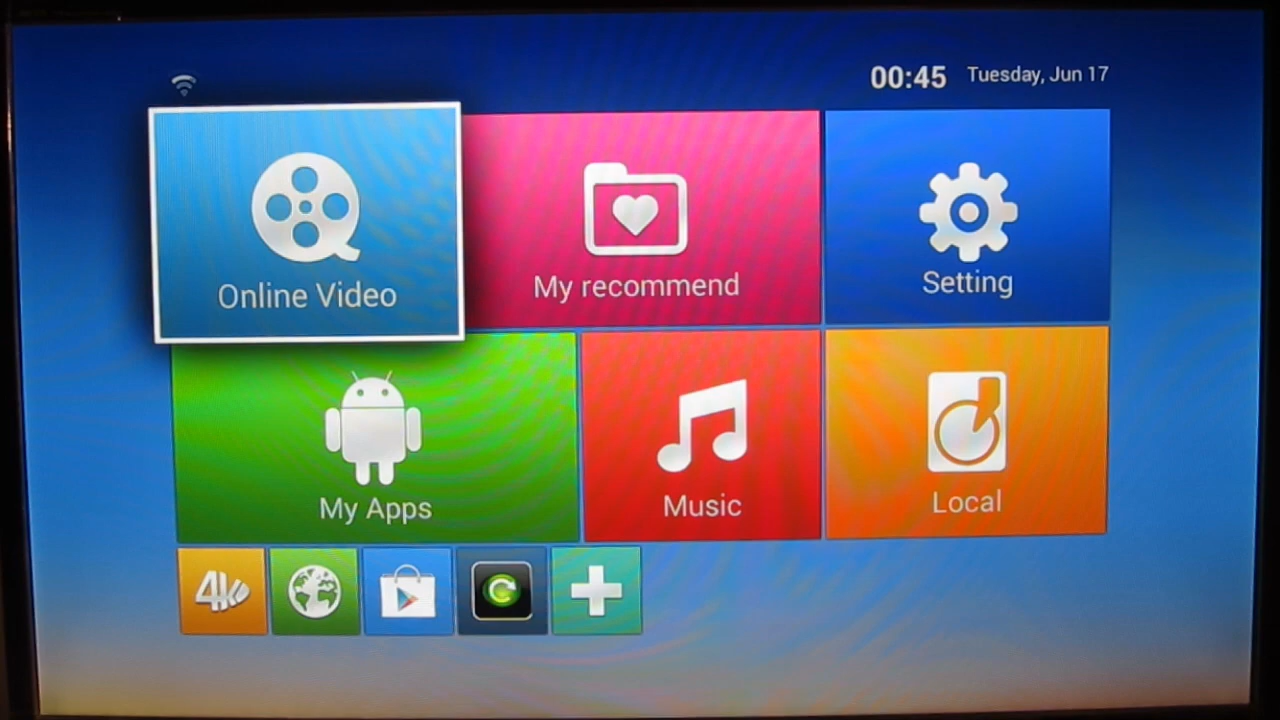 00:45 Tuesday, Jun 17
Online Video
My recommend
Setting
My Apps
Music
Local
4k